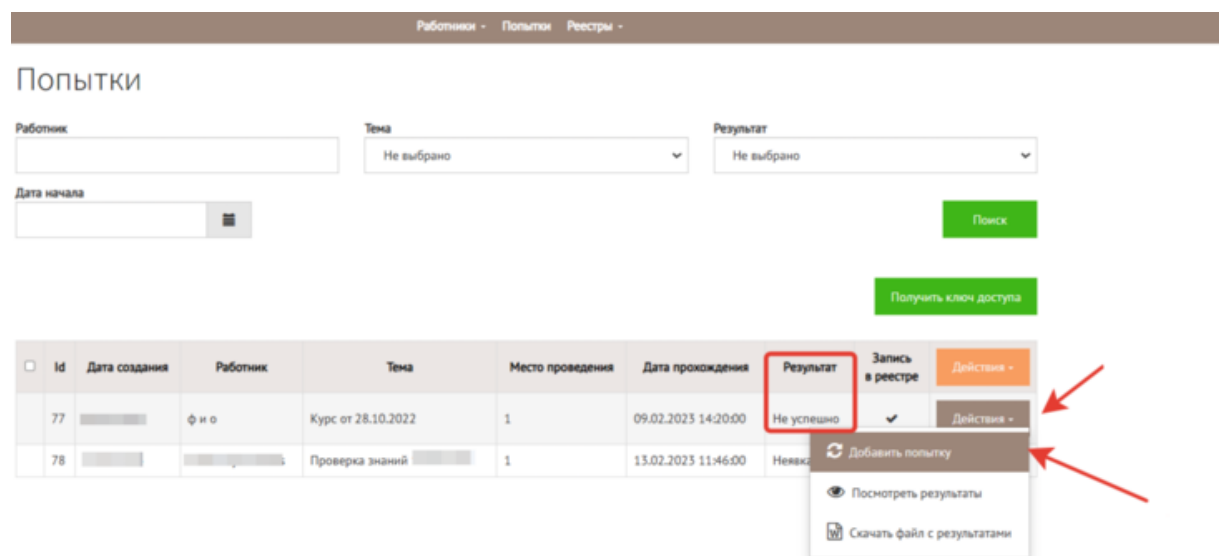 Работники Попытки Реестры
Попытки
Работник Тема Результат
Не выбрано Не выбрано
Дата начала
Поиск
Получить ключ доступа
Id Дата создания Работник Тема Место проведения Дата прохождения Результат Запись в реестре Действия
77 ф и о Курс от 28.10.2022 1 09.02.2023 14:20:00 Не успешно Действия
78 Проверка знаний 1 13.02.2023 11:46:00
Добавить попытку
Посмотреть результаты
Скачать файл с результатами